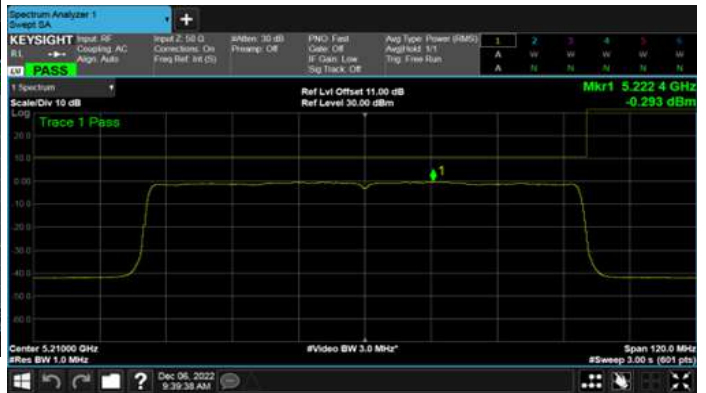 Spectrum Analyzer 1
Swept SA
+
KEYSIGHT Input: RF Input Z: 50 Ω #Atten: 30 dB PNO: Fast Avg Type: Power (RMS) 1 2 3 4 5 6
RL Coupling: AC Corrections: On Preamp: Off Gate: Off Avg|Hold: 1/1 A W W W W W
Align: Auto Freq Ref: Int (S) IF Gain: Low Trig: Free Run
LXI PASS Sig Track: Off A N N N N N
1 Spectrum Ref Lvl Offset 11.00 dB Mkr1 5.222 4 GHz
Scale/Div 10 dB Ref Level 30.00 dBm -0.293 dBm
Log
Trace 1 Pass
20.0
10.0
1
0.00
-10.0
-20.0
-30.0
-40.0
-50.0
-60.0
Center 5.21000 GHz #Video BW 3.0 MHz* Span 120.0 MHz
#Res BW 1.0 MHz #Sweep 3.00 s (601 pts)
? Dec 06, 2022
9:39:38 AM